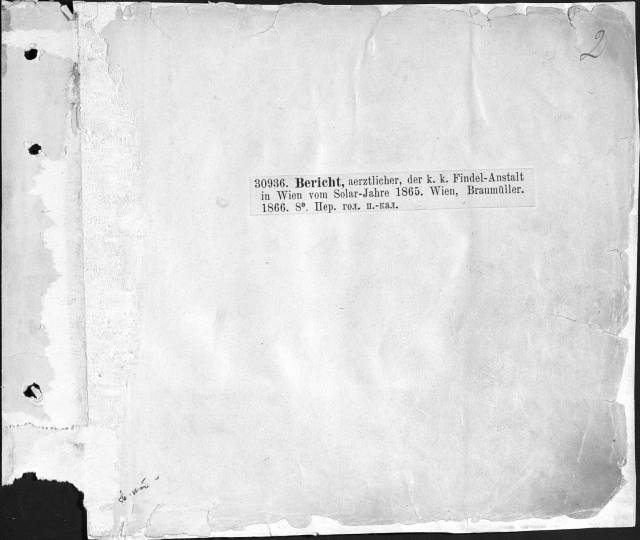 2
30936. Bericht, aerztlicher, der k. k. Findel-Anstalt
in Wien vom Solar-Jahre 1865. Wien, Braumüller.
1866. 8°. Пер. гол. п.-кал.